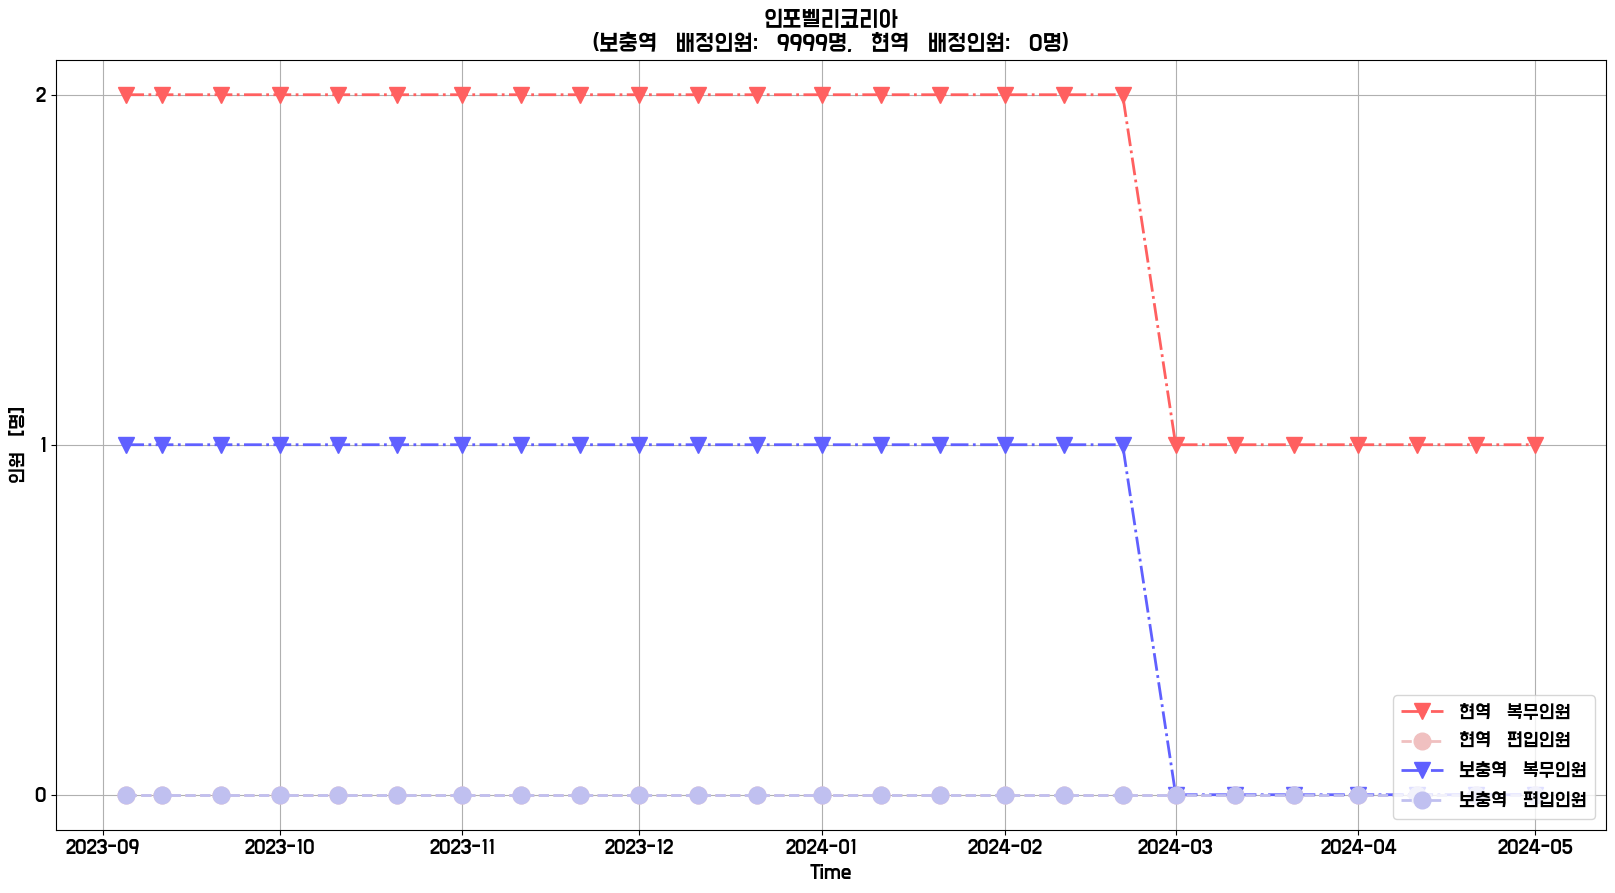 인포벨리코리아
(보충역 배정인원: 9999명, 현역 배정인원: 0명)
인원 [명]
2
1
0
현역 복무인원
현역 편입인원
보충역 복무인원
보충역 편입인원
2023-09 2023-10 2023-11 2023-12 2024-01 2024-02 2024-03 2024-04 2024-05
Time